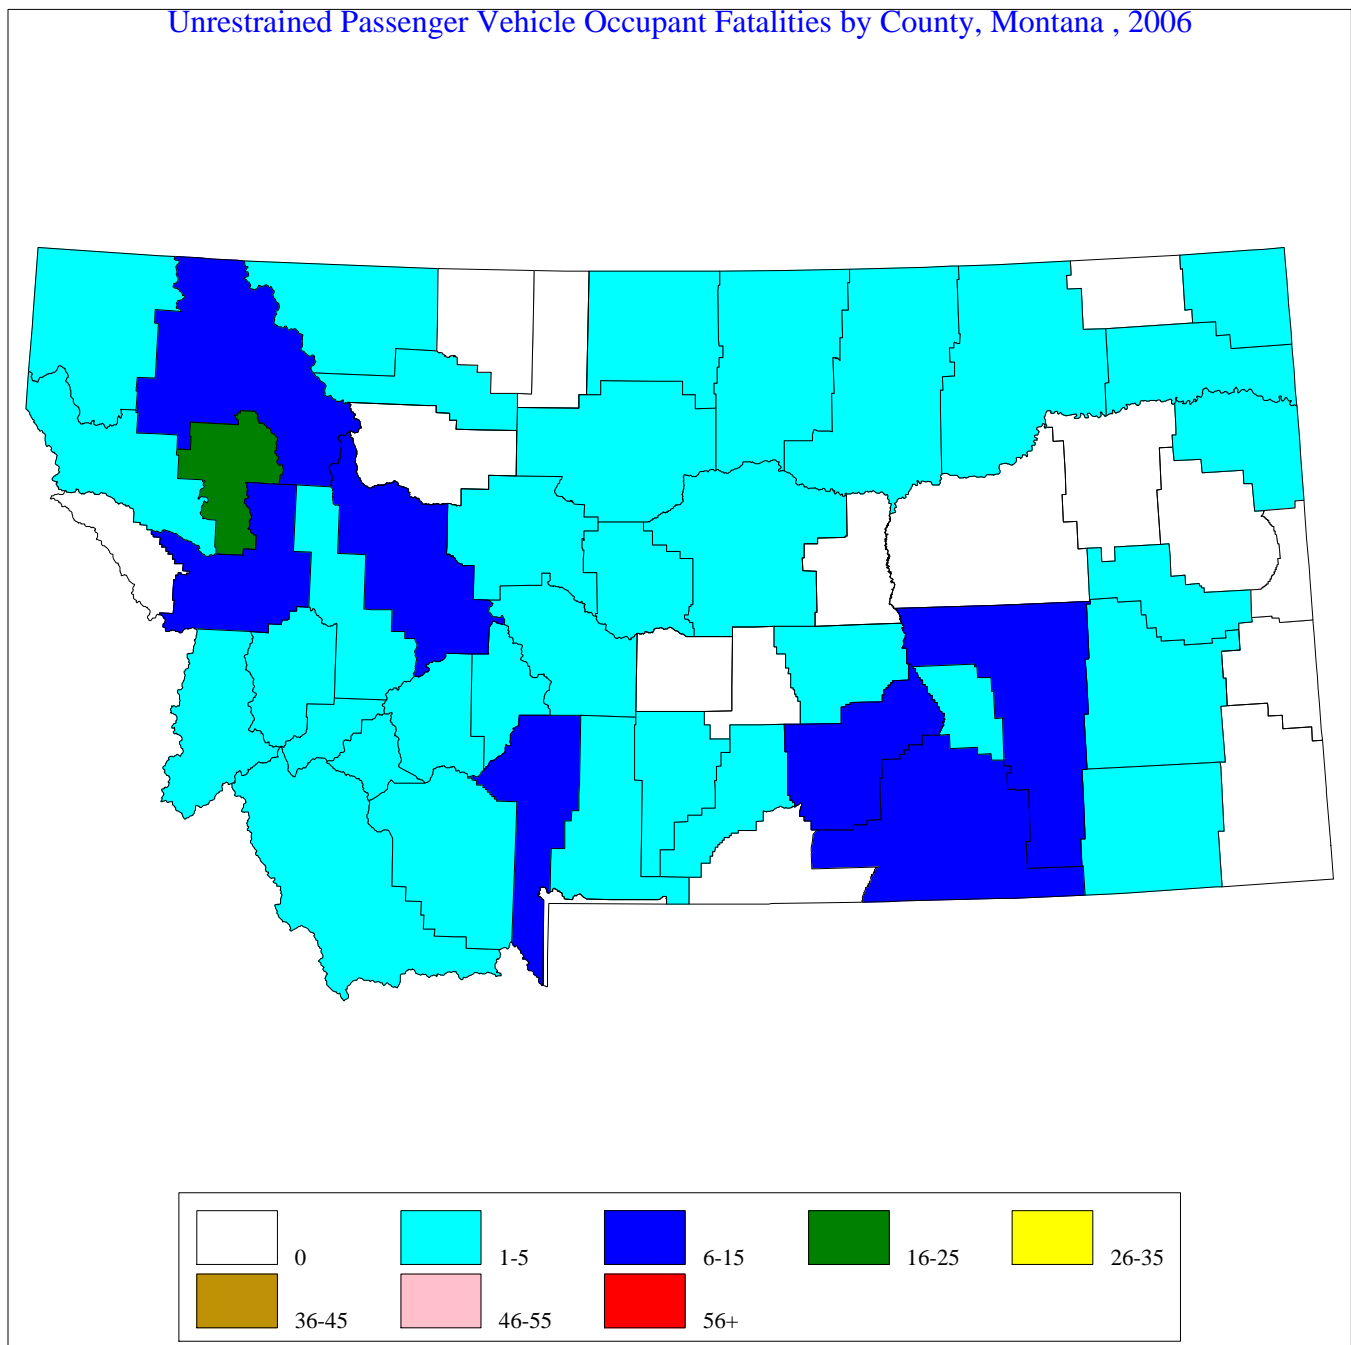 Unrestrained Passenger Vehicle Occupant Fatalities by County, Montana , 2006
0 1-5 6-15 16-25 26-35
36-45 46-55 56+